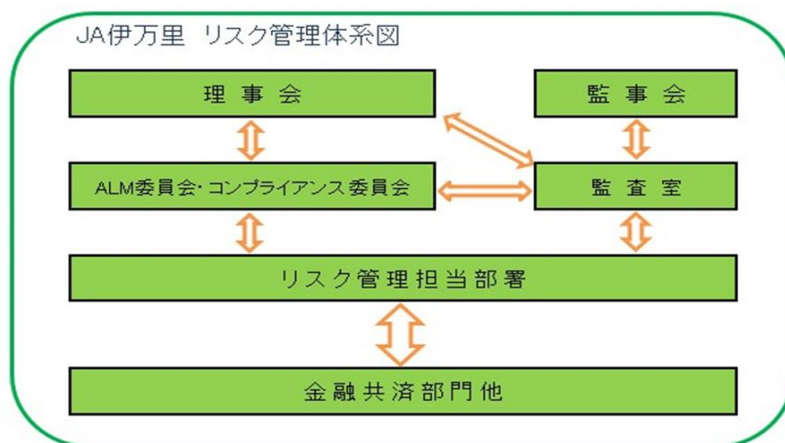 JA伊万里 リスク管理体系図
理事会
監事会
ALM委員会・コンプライアンス委員会
監査室
リスク管理担当部署
金融共済部門他